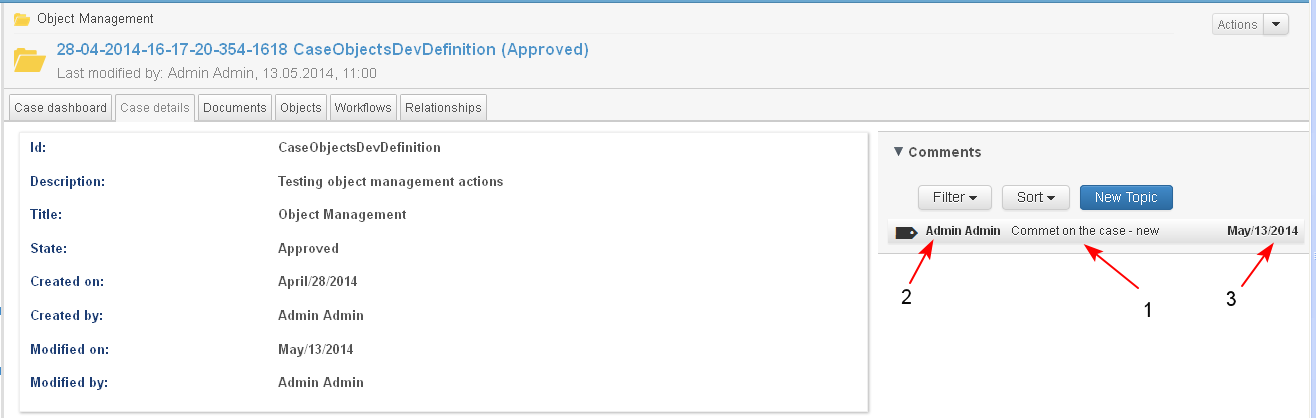 Object Management
Actions
28-04-2014-16-17-20-354-1618 CaseObjectsDevDefinition (Approved)
Last modified by: Admin Admin, 13.05.2014, 11:00
Case dashboard Case details Documents Objects Workflows Relationships
Id: CaseObjectsDevDefinition
Description: Testing object management actions
Title: Object Management
State: Approved
Created on: April/28/2014
Created by: Admin Admin
Modified on: May/13/2014
Modified by: Admin Admin
Comments
Filter Sort New Topic
Admin Admin Commet on the case - new May/13/2014
2 1 3